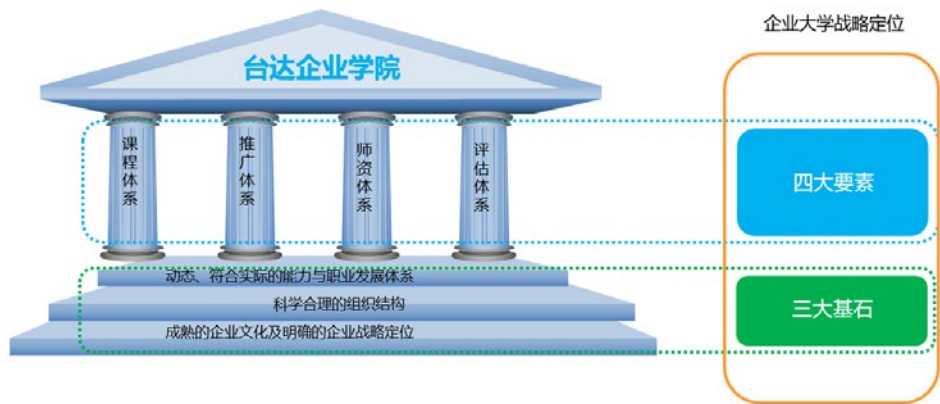 企业大学战略定位
台达企业学院
课程体系
推广体系
师资体系
评估体系
四大要素
动态、符合实际的能力与职业发展体系
科学合理的组织结构
成熟的企业文化及明确的企业战略定位
三大基石